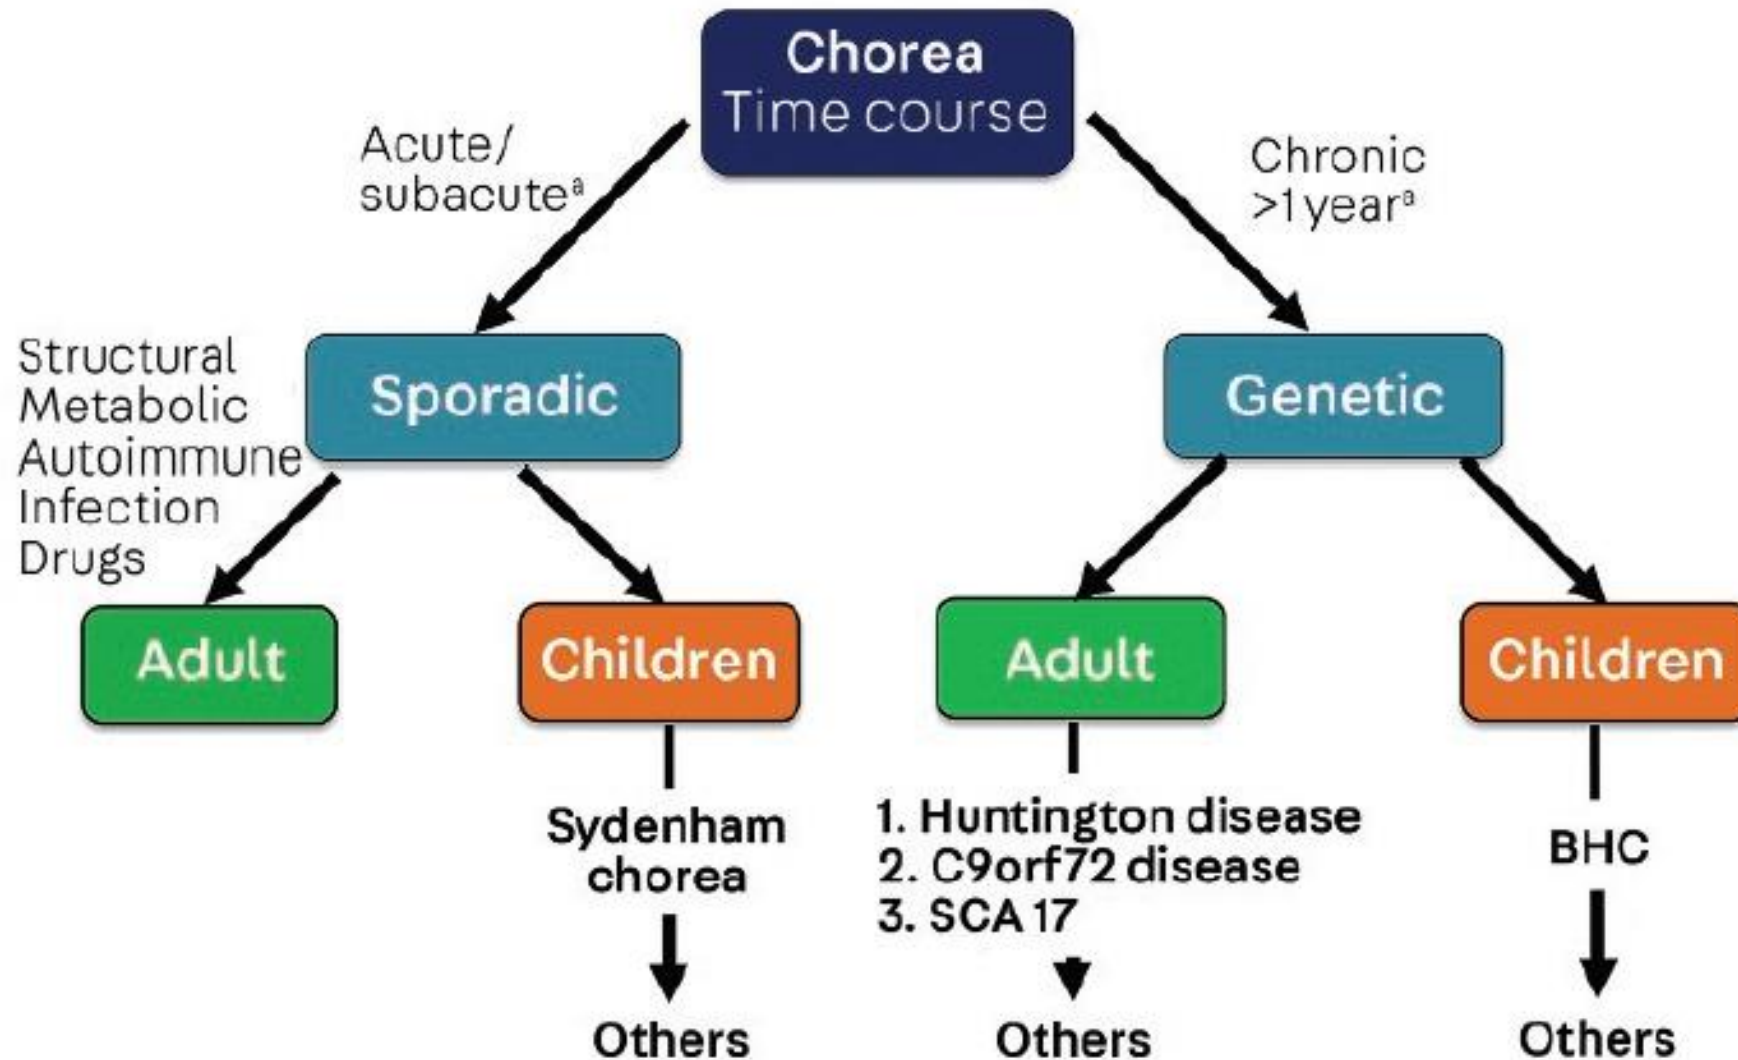 Chorea
Time course
Acute/
subacuteª
Chronic
>1 yearª
Structural
Metabolic
Autoimmune
Infection
Drugs
Sporadic
Genetic
Adult
Children
Adult
Children
Sydenham
chorea
1. Huntington disease
2. C9orf72 disease
3. SCA 17
BHC
Others
Others
Others